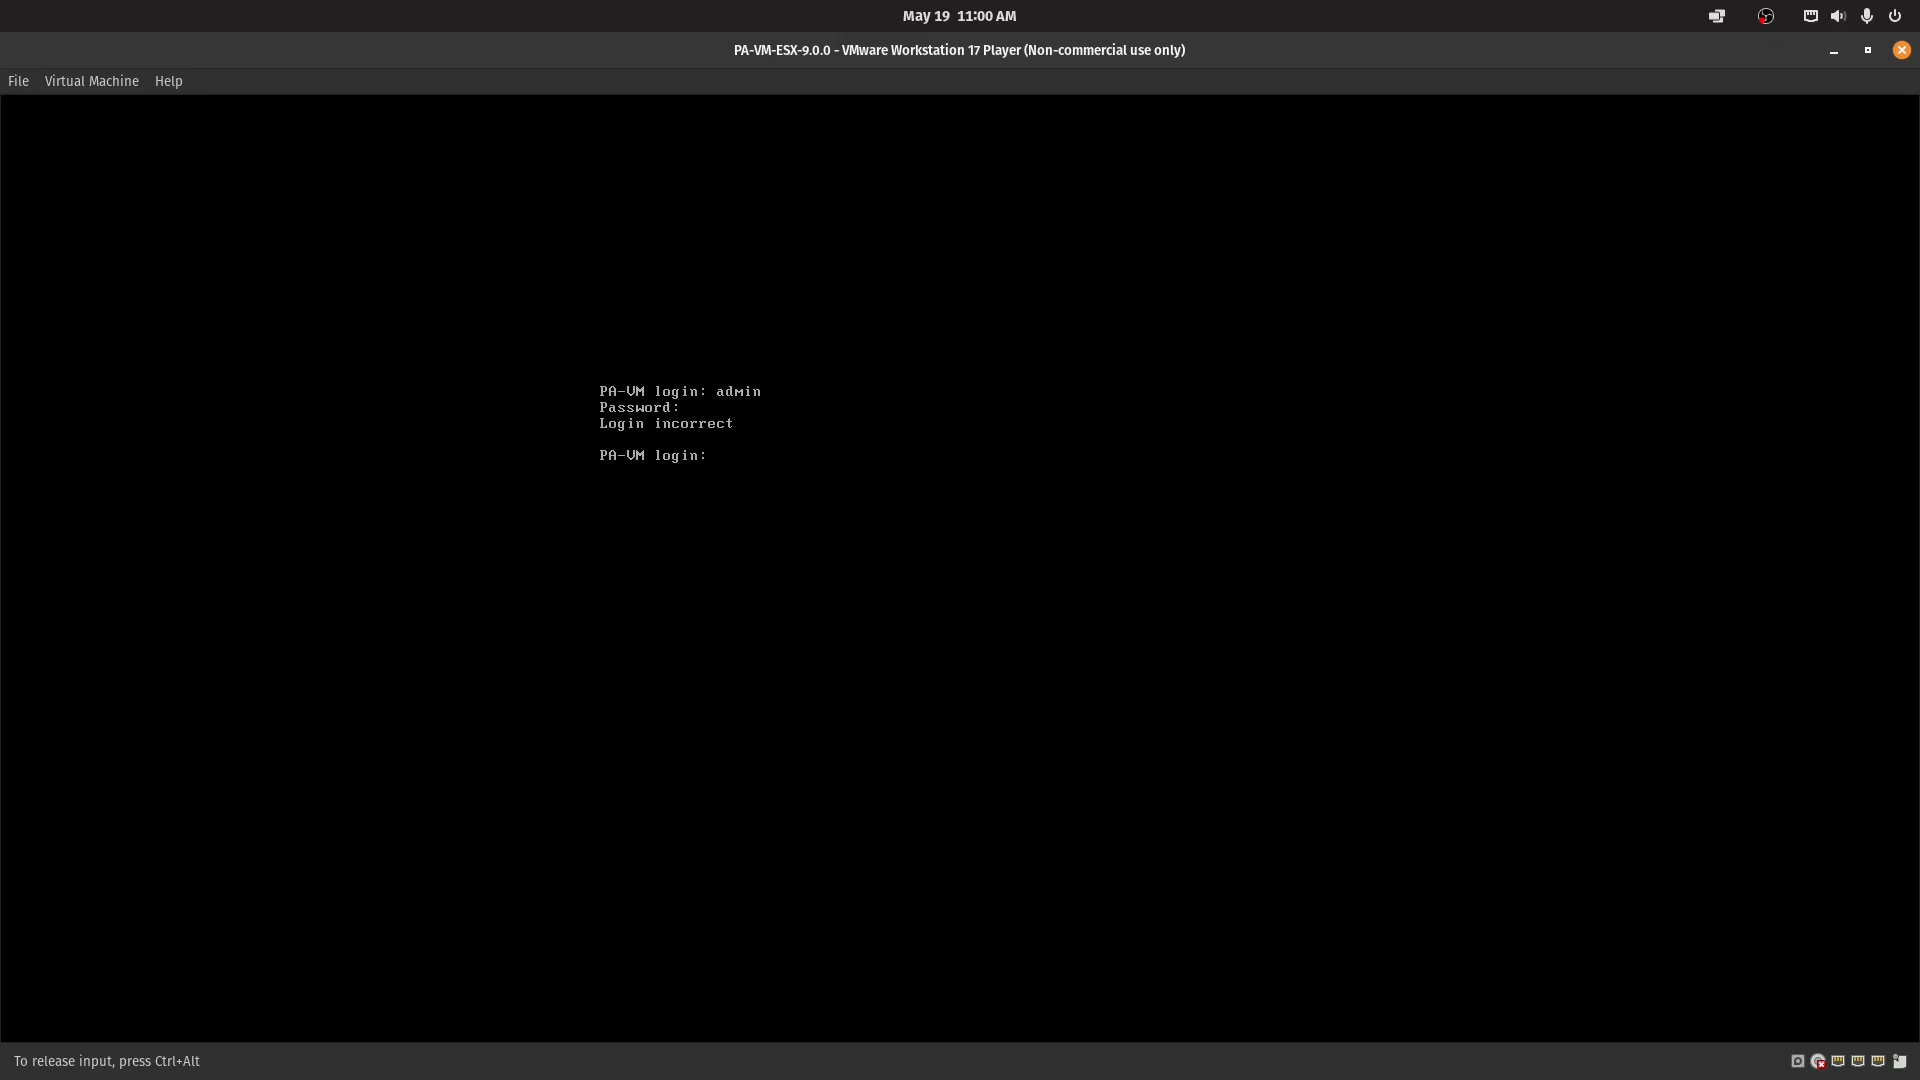 May 19 11:00 AM
PA-VM-ESX-9.0.0 - VMware Workstation 17 Player (Non-commercial use only)
File Virtual Machine Help
PA-VM login: admin
Password:
Login incorrect
PA-VM login:
To release input, press Ctrl+Alt